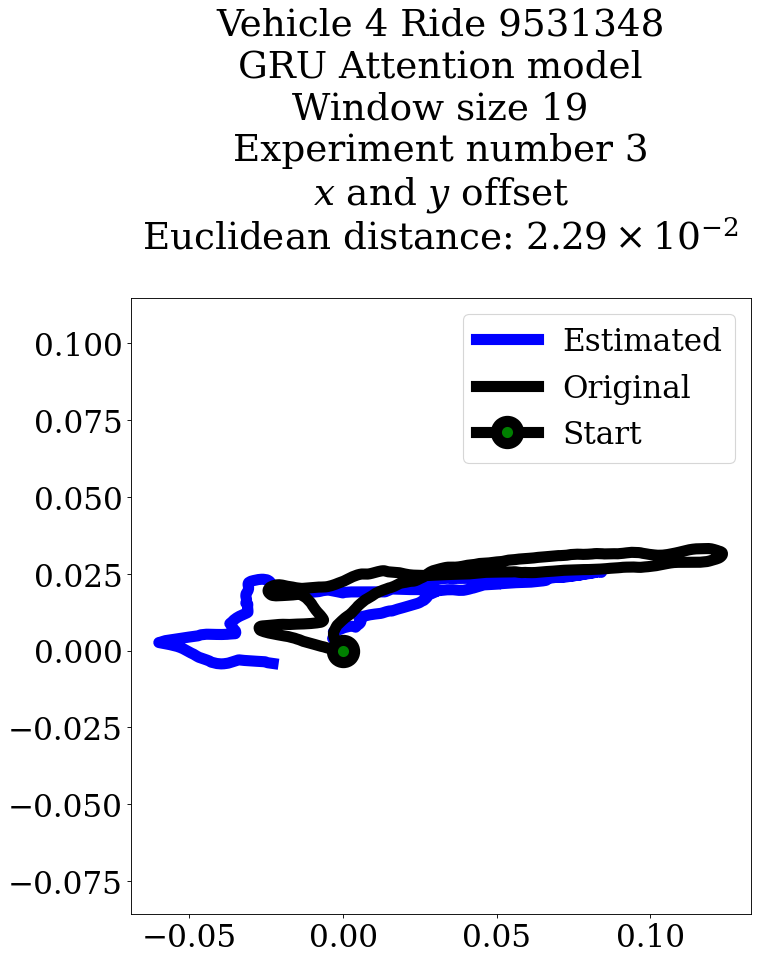 Vehicle 4 Ride 9531348
GRU Attention model
Window size 19
Experiment number 3
x and y offset
Euclidean distance: 2.29 × 10⁻²
Estimated
Original
Start
0.100
0.075
0.050
0.025
0.000
−0.025
−0.050
−0.075
−0.05 0.00 0.05 0.10